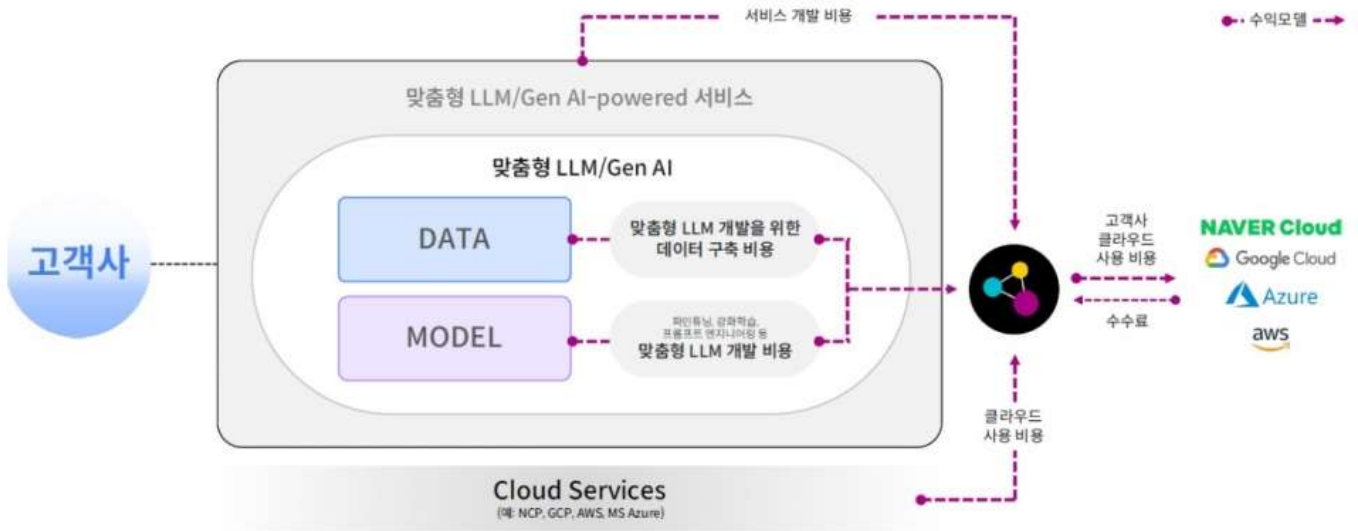 서비스 개발 비용
수익모델
맞춤형 LLM/Gen AI-powered 서비스
맞춤형 LLM/Gen AI
고객사
DATA
맞춤형 LLM 개발을 위한
데이터 구축 비용
MODEL
파인튜닝, 강화학습,
프롬프트 엔지니어링 등
맞춤형 LLM 개발 비용
고객사
클라우드
사용 비용
수수료
NAVER Cloud
Google Cloud
Azure
aws
클라우드
사용 비용
Cloud Services
(예: NCP, GCP, AWS, MS Azure)